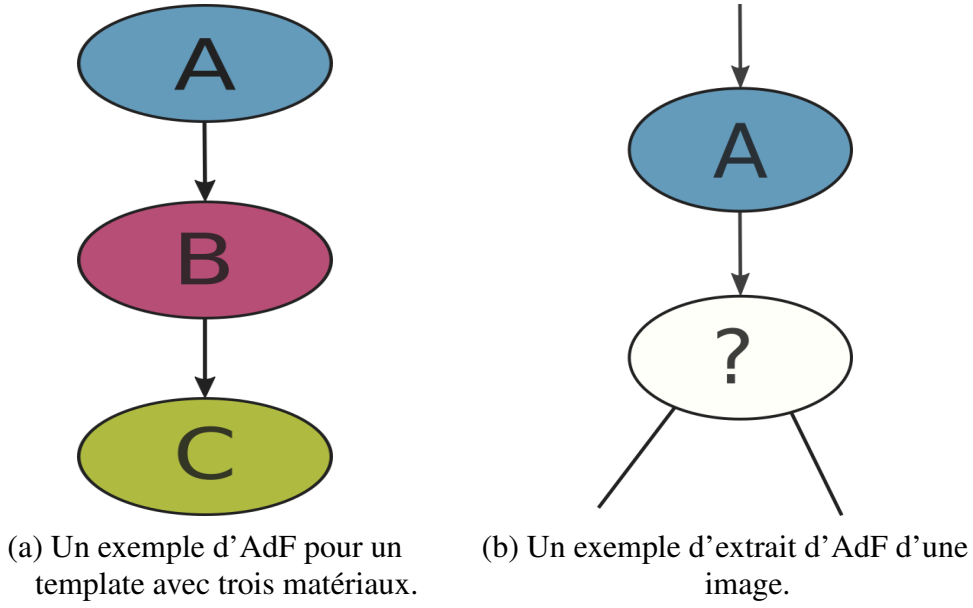 A
B
C
(a) Un exemple d'AdF pour un
template avec trois matériaux.
A
?
(b) Un exemple d'extrait d'AdF d'une
image.